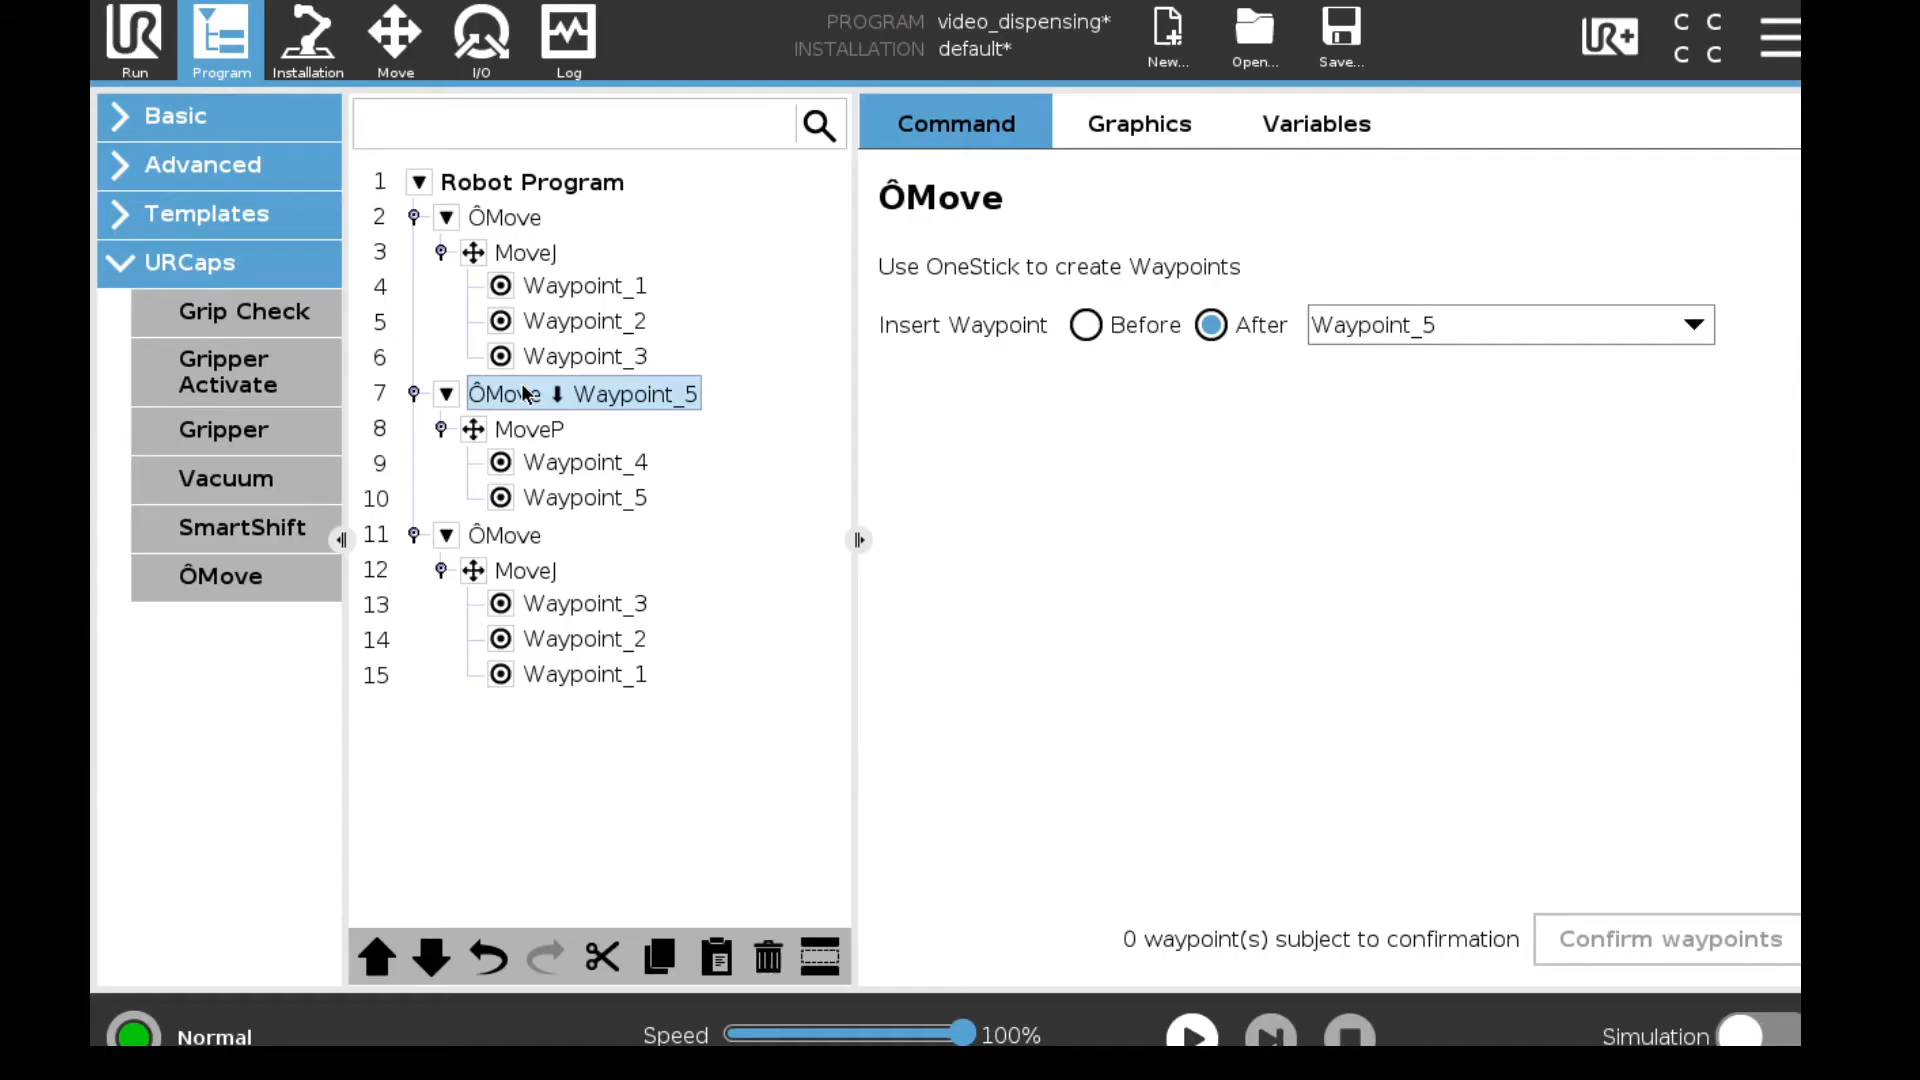 PROGRAM video_dispensing*
INSTALLATION default*
UR
UR+
C C
C C
Run Program Installation Move I/O Log New... Open... Save...
Basic
Advanced
Templates
URCaps
Grip Check
Gripper
Activate
Gripper
Vacuum
SmartShift
ÔMove
1 Robot Program
2 ÔMove
3 MoveJ
4 Waypoint_1
5 Waypoint_2
6 Waypoint_3
7 ÔMove ⬇ Waypoint_5
8 MoveP
9 Waypoint_4
10 Waypoint_5
11 ÔMove
12 MoveJ
13 Waypoint_3
14 Waypoint_2
15 Waypoint_1
Command Graphics Variables
ÔMove
Use OneStick to create Waypoints
Insert Waypoint Before After Waypoint_5
0 waypoint(s) subject to confirmation Confirm waypoints
Normal Speed 100% Simulation